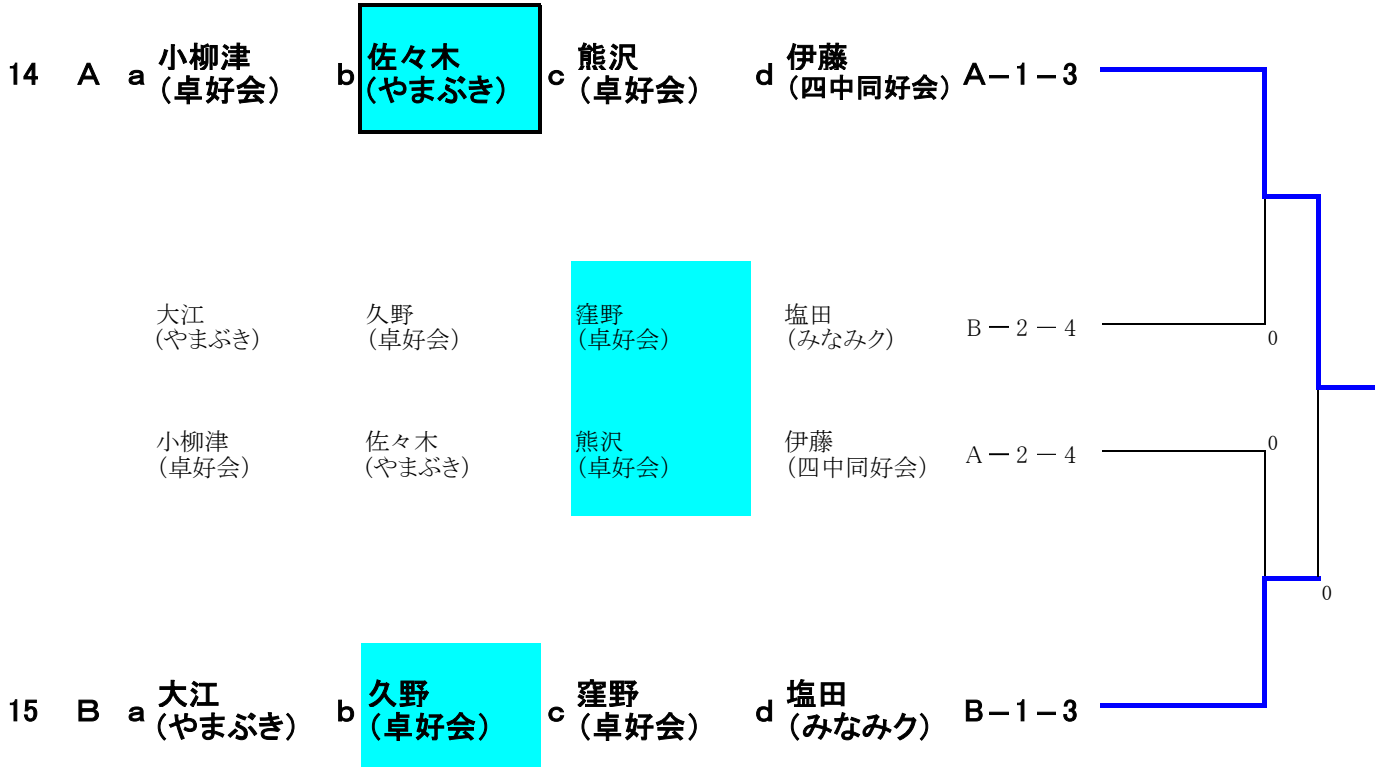 14 A a 小柳津 b 佐々木 c 熊沢 d 伊藤 A－1－3
(卓好会) (やまぶき) (卓好会) (四中同好会)
大江 久野 窪野 塩田 B－2－4
(やまぶき) (卓好会) (卓好会) (みなみク) 0
小柳津 佐々木 熊沢 伊藤 A－2－4 0
(卓好会) (やまぶき) (卓好会) (四中同好会)
0
15 B a 大江 b 久野 c 窪野 d 塩田 B－1－3
(やまぶき) (卓好会) (卓好会) (みなみク)